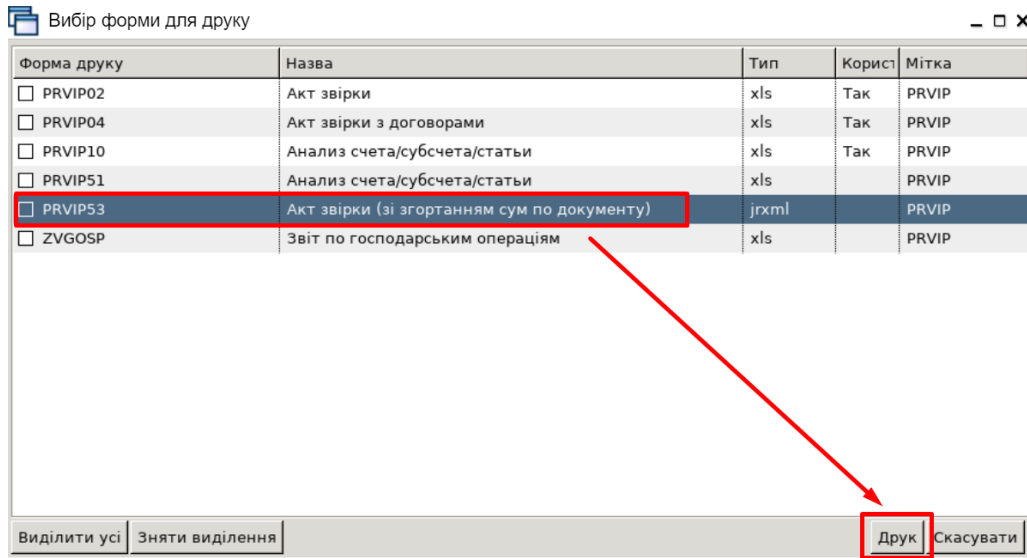 Вибір форми для друку
Форма друку Назва Тип Корист Мітка
PRVIP02 Акт звірки xls Так PRVIP
PRVIP04 Акт звірки з договорами xls Так PRVIP
PRVIP10 Анализ счета/субсчета/статьи xls Так PRVIP
PRVIP51 Анализ счета/субсчета/статьи xls PRVIP
PRVIP53 Акт звірки (зі згортанням сум по документу) jrxml PRVIP
ZVGOSP Звіт по господарським операціям xls PRVIP
Виділити усі Зняти виділення Друк Скасувати